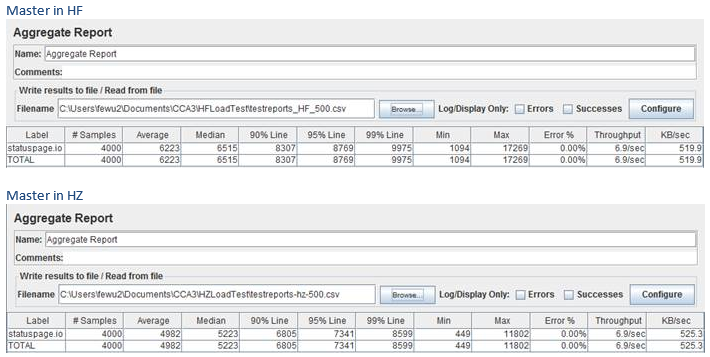 Master in HF
Aggregate Report
Name: Aggregate Report
Comments:
Write results to file / Read from file
Filename C:\Users\fewu2\Documents\CCA3\HFLoadTest\testreports_HF_500.csv Browse... Log/Display Only: Errors Successes Configure
Label # Samples Average Median 90% Line 95% Line 99% Line Min Max Error % Throughput KB/sec
statuspage.io 4000 6223 6515 8307 8769 9975 1094 17269 0.00% 6.9/sec 519.9
TOTAL 4000 6223 6515 8307 8769 9975 1094 17269 0.00% 6.9/sec 519.9
Master in HZ
Aggregate Report
Name: Aggregate Report
Comments:
Write results to file / Read from file
Filename C:\Users\fewu2\Documents\CCA3\HZLoadTest\testreports-hz-500.csv Browse... Log/Display Only: Errors Successes Configure
Label # Samples Average Median 90% Line 95% Line 99% Line Min Max Error % Throughput KB/sec
statuspage.io 4000 4982 5223 6805 7341 8599 449 11802 0.00% 6.9/sec 525.3
TOTAL 4000 4982 5223 6805 7341 8599 449 11802 0.00% 6.9/sec 525.3